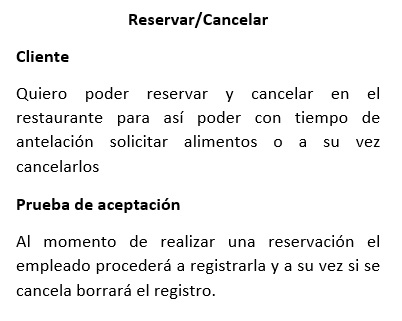 Reservar/Cancelar
Cliente
Quiero poder reservar y cancelar en el
restaurante para así poder con tiempo de
antelación solicitar alimentos o a su vez
cancelarlos
Prueba de aceptación
Al momento de realizar una reservación el
empleado procederá a registrarla y a su vez si se
cancela borrará el registro.